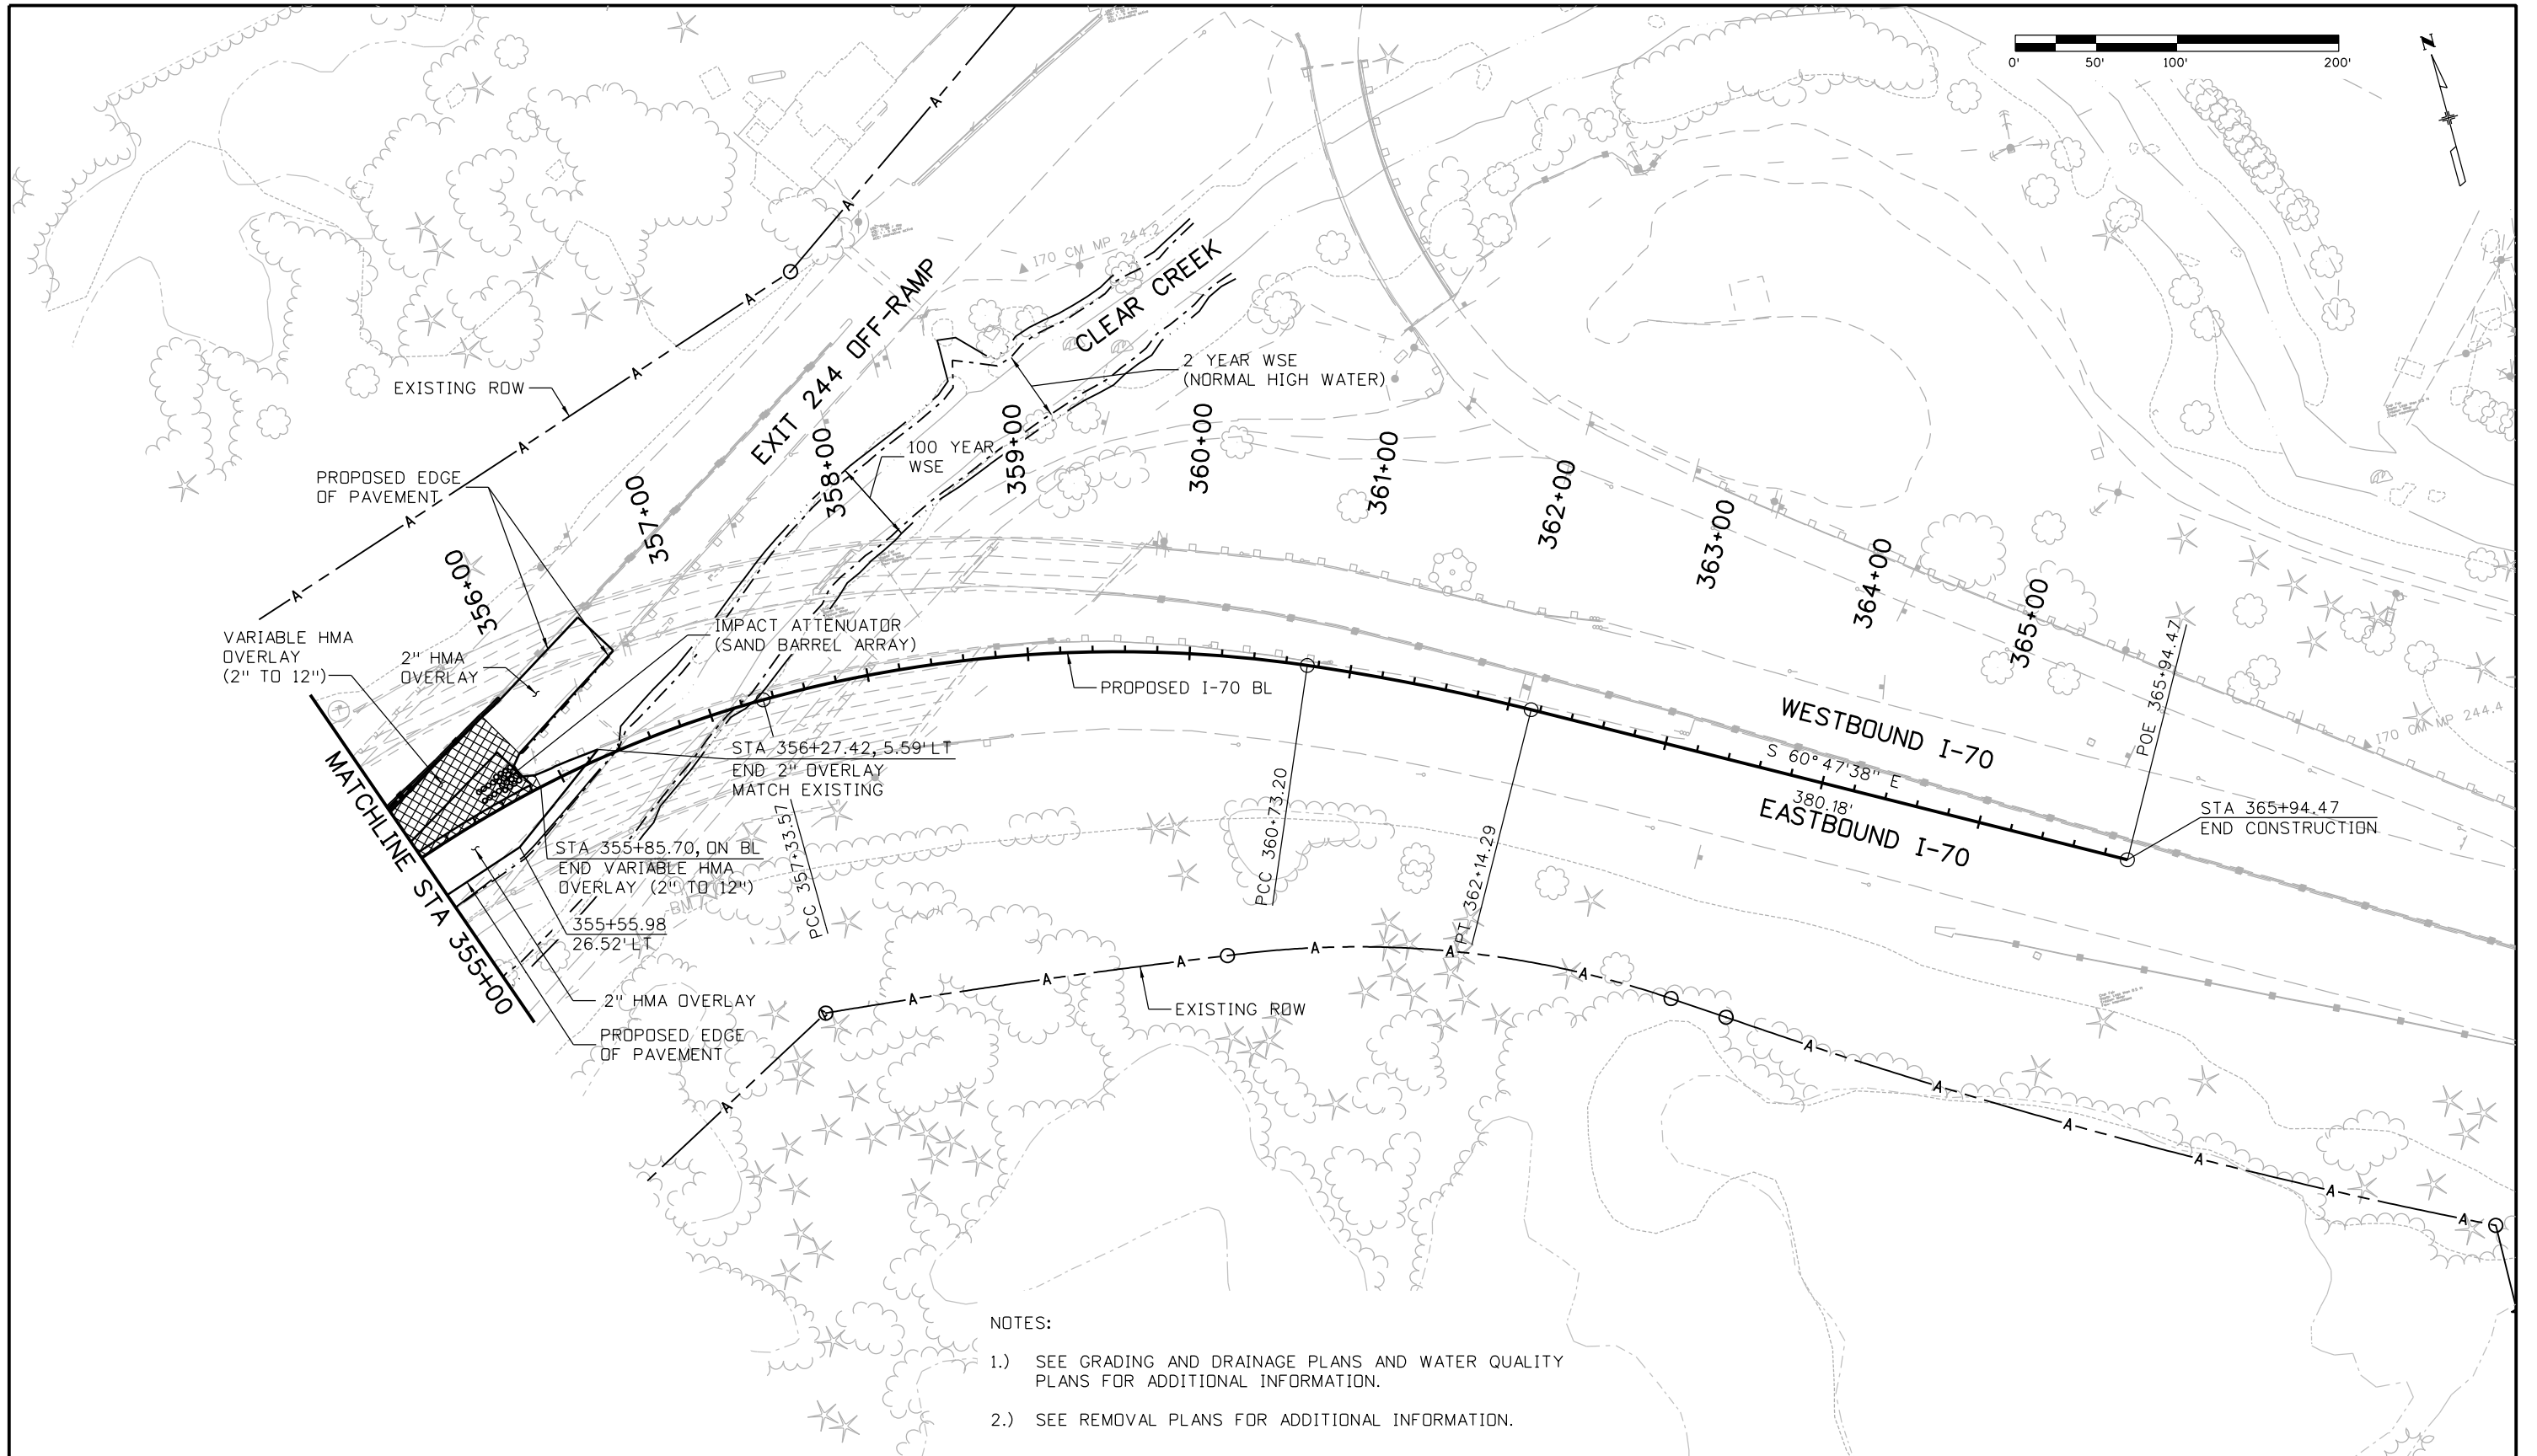 0' 50' 100' 200'
N
I70 CM MP 244.2
CLEAR CREEK
EXIT 244 OFF-RAMP
2 YEAR WSE
(NORMAL HIGH WATER)
EXISTING ROW
100 YEAR
WSE
PROPOSED EDGE
OF PAVEMENT
356+00
357+00
358+00
359+00
360+00
361+00
362+00
363+00
364+00
365+00
VARIABLE HMA
OVERLAY
(2" TO 12")
2" HMA
OVERLAY
IMPACT ATTENUATOR
(SAND BARREL ARRAY)
PROPOSED I-70 BL
WESTBOUND I-70
S 60°47'38" E
380.18'
EASTBOUND I-70
POE 365+94.47
I70 CM MP 244.4
STA 365+94.47
END CONSTRUCTION
MATCHLINE STA 355+00
STA 356+27.42, 5.59' LT
END 2" OVERLAY
MATCH EXISTING
PCC 357+33.57
PCC 360+73.20
PT 362+14.29
STA 355+85.70, ON BL
END VARIABLE HMA
OVERLAY (2" TO 12")
BM
355+55.98
26.52' LT
2" HMA OVERLAY
PROPOSED EDGE
OF PAVEMENT
EXISTING ROW
A A A A A A A A
A A A A A A A A A A A A A A A
NOTES:
1.) SEE GRADING AND DRAINAGE PLANS AND WATER QUALITY
PLANS FOR ADDITIONAL INFORMATION.
2.) SEE REMOVAL PLANS FOR ADDITIONAL INFORMATION.